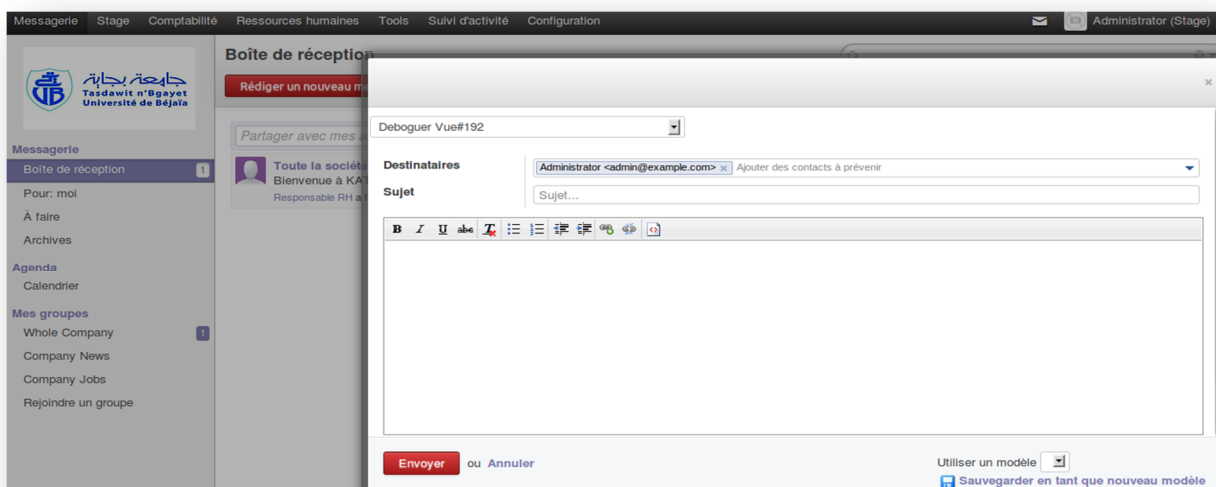 Messagerie Stage Comptabilité Ressources humaines Tools Suivi d'activité Configuration Administrator (Stage)
جامعة بجاية
Tasdawit n'Bgayet
Université de Béjaïa
Messagerie
Boîte de réception 1
Pour: moi
À faire
Archives
Agenda
Calendrier
Mes groupes
Whole Company 1
Company News
Company Jobs
Rejoindre un groupe
Boîte de réception
Rédiger un nouveau
Partager avec mes
Toute la société
Bienvenue à
Responsable RH a
×
Deboguer Vue#192
Destinataires Administrator <admin@example.com> × Ajouter des contacts à prévenir
Sujet Sujet...
B I U abc T
Envoyer ou Annuler
Utiliser un modèle
Sauvegarder en tant que nouveau modèle